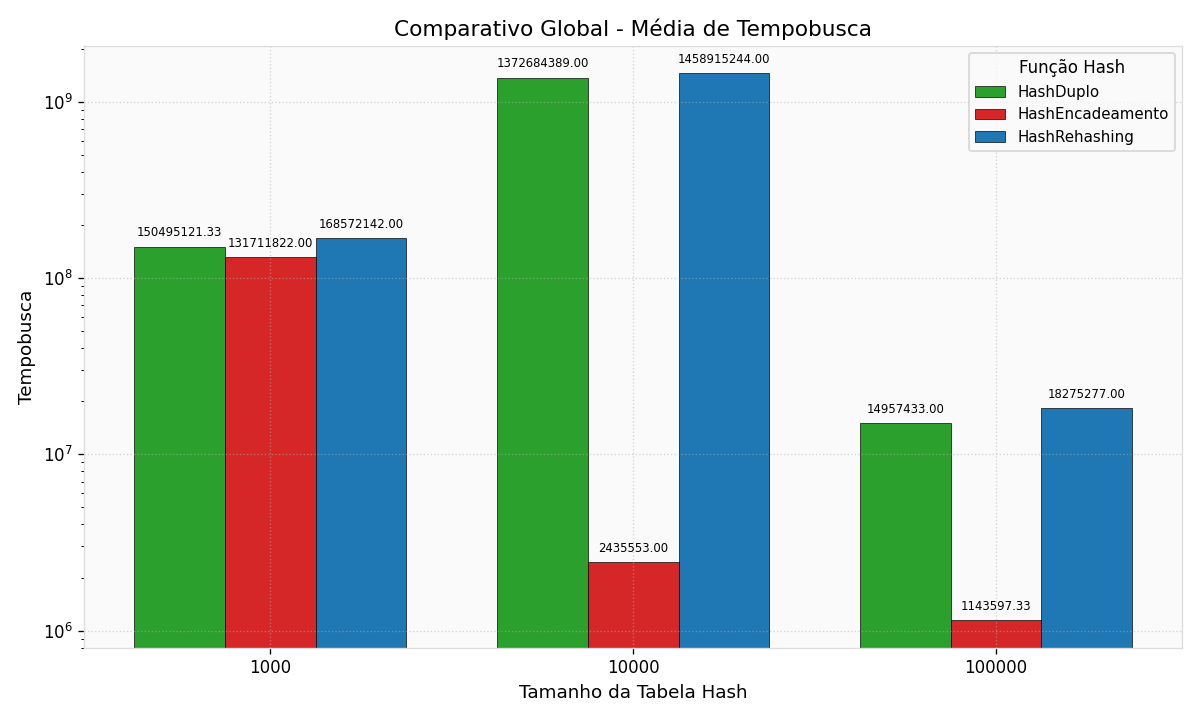 Comparativo Global - Média de Tempobusca
Tempobusca
10⁹
10⁸
10⁷
10⁶
150495121.33
131711822.00
168572142.00
1372684389.00
2435553.00
1458915244.00
14957433.00
1143597.33
18275277.00
Função Hash
HashDuplo
HashEncadeamento
HashRehashing
1000
10000
100000
Tamanho da Tabela Hash